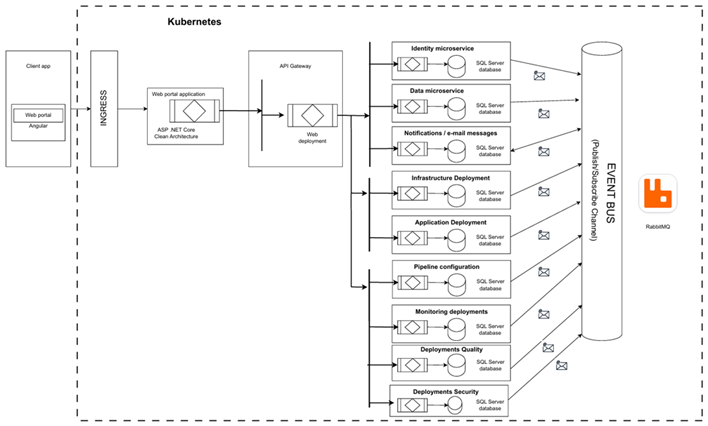 Kubernetes
Client app
Web portal
Angular
INGRESS
Web portal application
ASP .NET Core
Clean Architecture
API Gateway
Web
deployment
Identity microservice
SQL Server
database
Data microservice
SQL Server
database
Notifications / e-mail messages
SQL Server
database
Infrastructure Deployment
SQL Server
database
Application Deployment
SQL Server
database
Pipeline configuration
SQL Server
database
Monitoring deployments
SQL Server
database
Deployments Quality
SQL Server
database
Deployments Security
SQL Server
database
EVENT BUS
(Publish/Subscribe Channel)
RabbitMQ